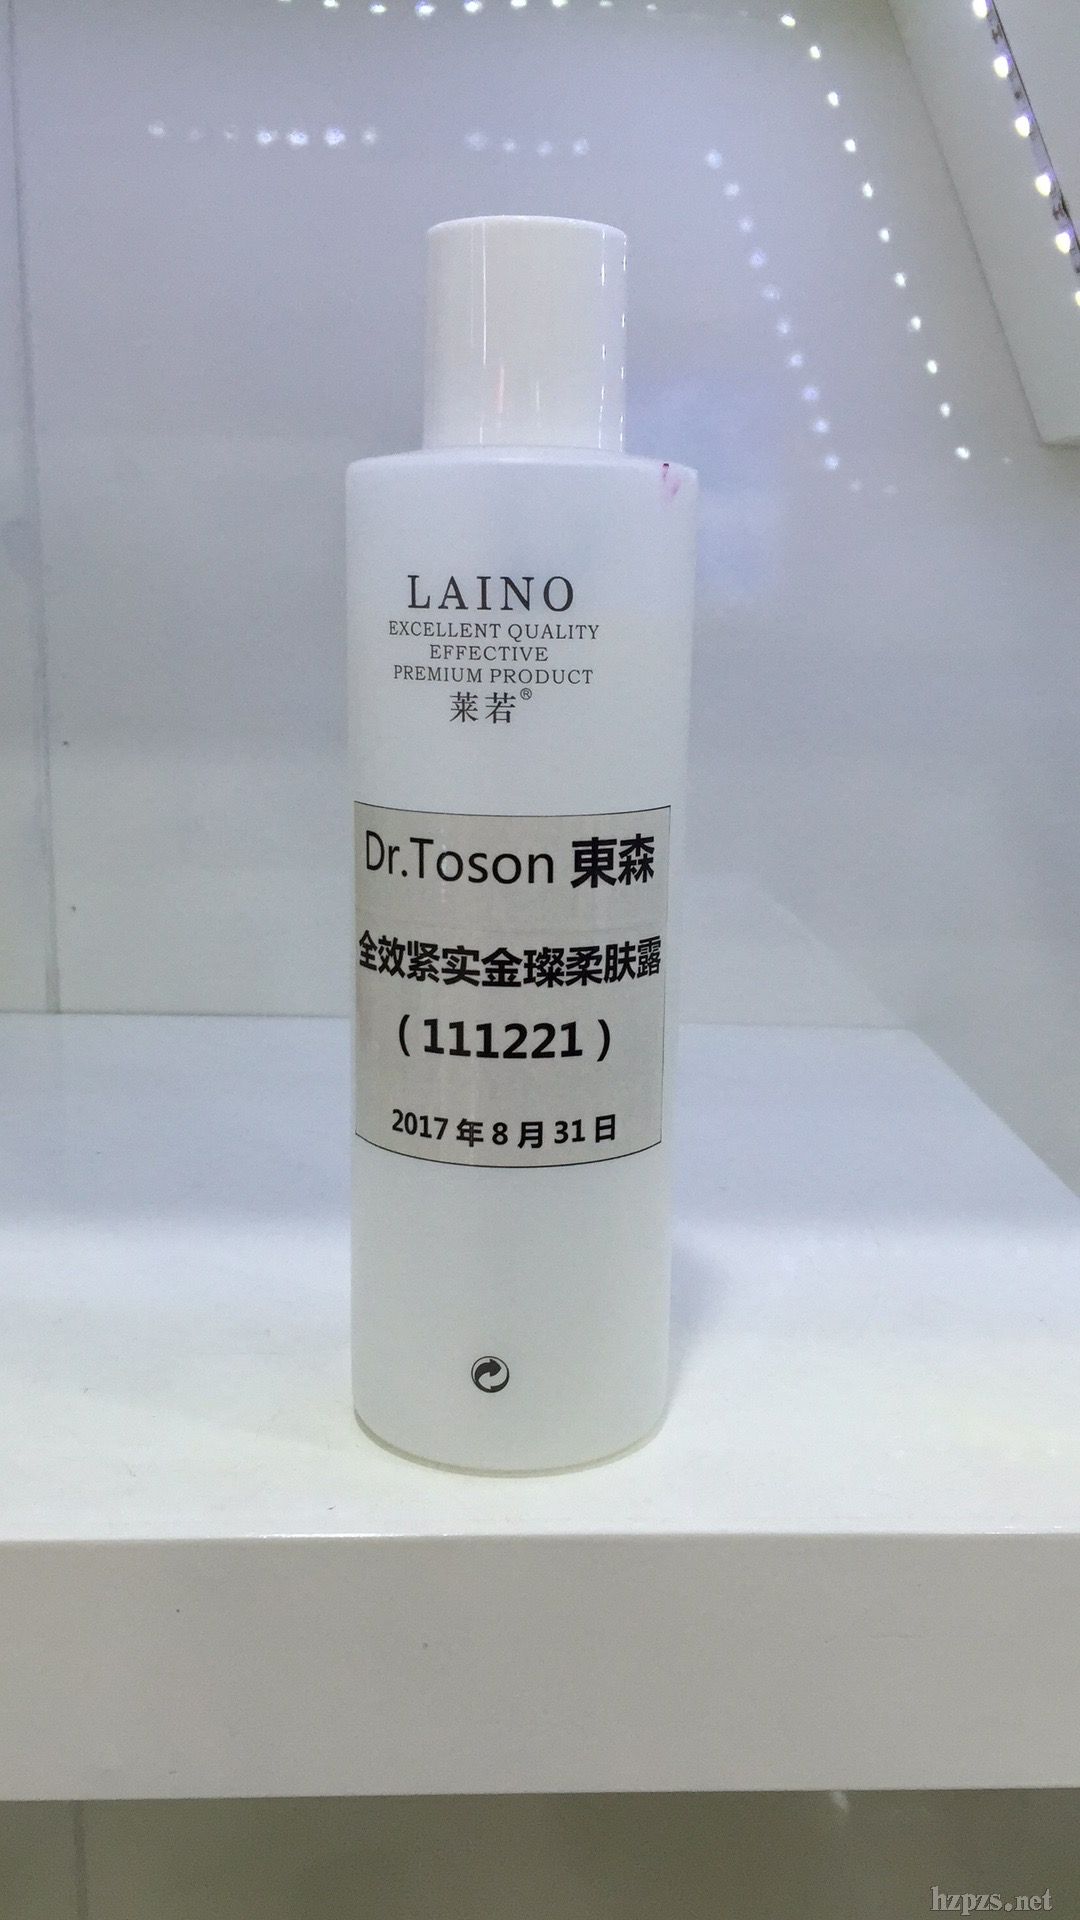 LAINO
EXCELLENT QUALITY
EFFECTIVE
PREMIUM PRODUCT
莱若®
Dr.Toson 東森
全效紧实金璨柔肤露
(111221)
2017年8月31日
hzpzs.net